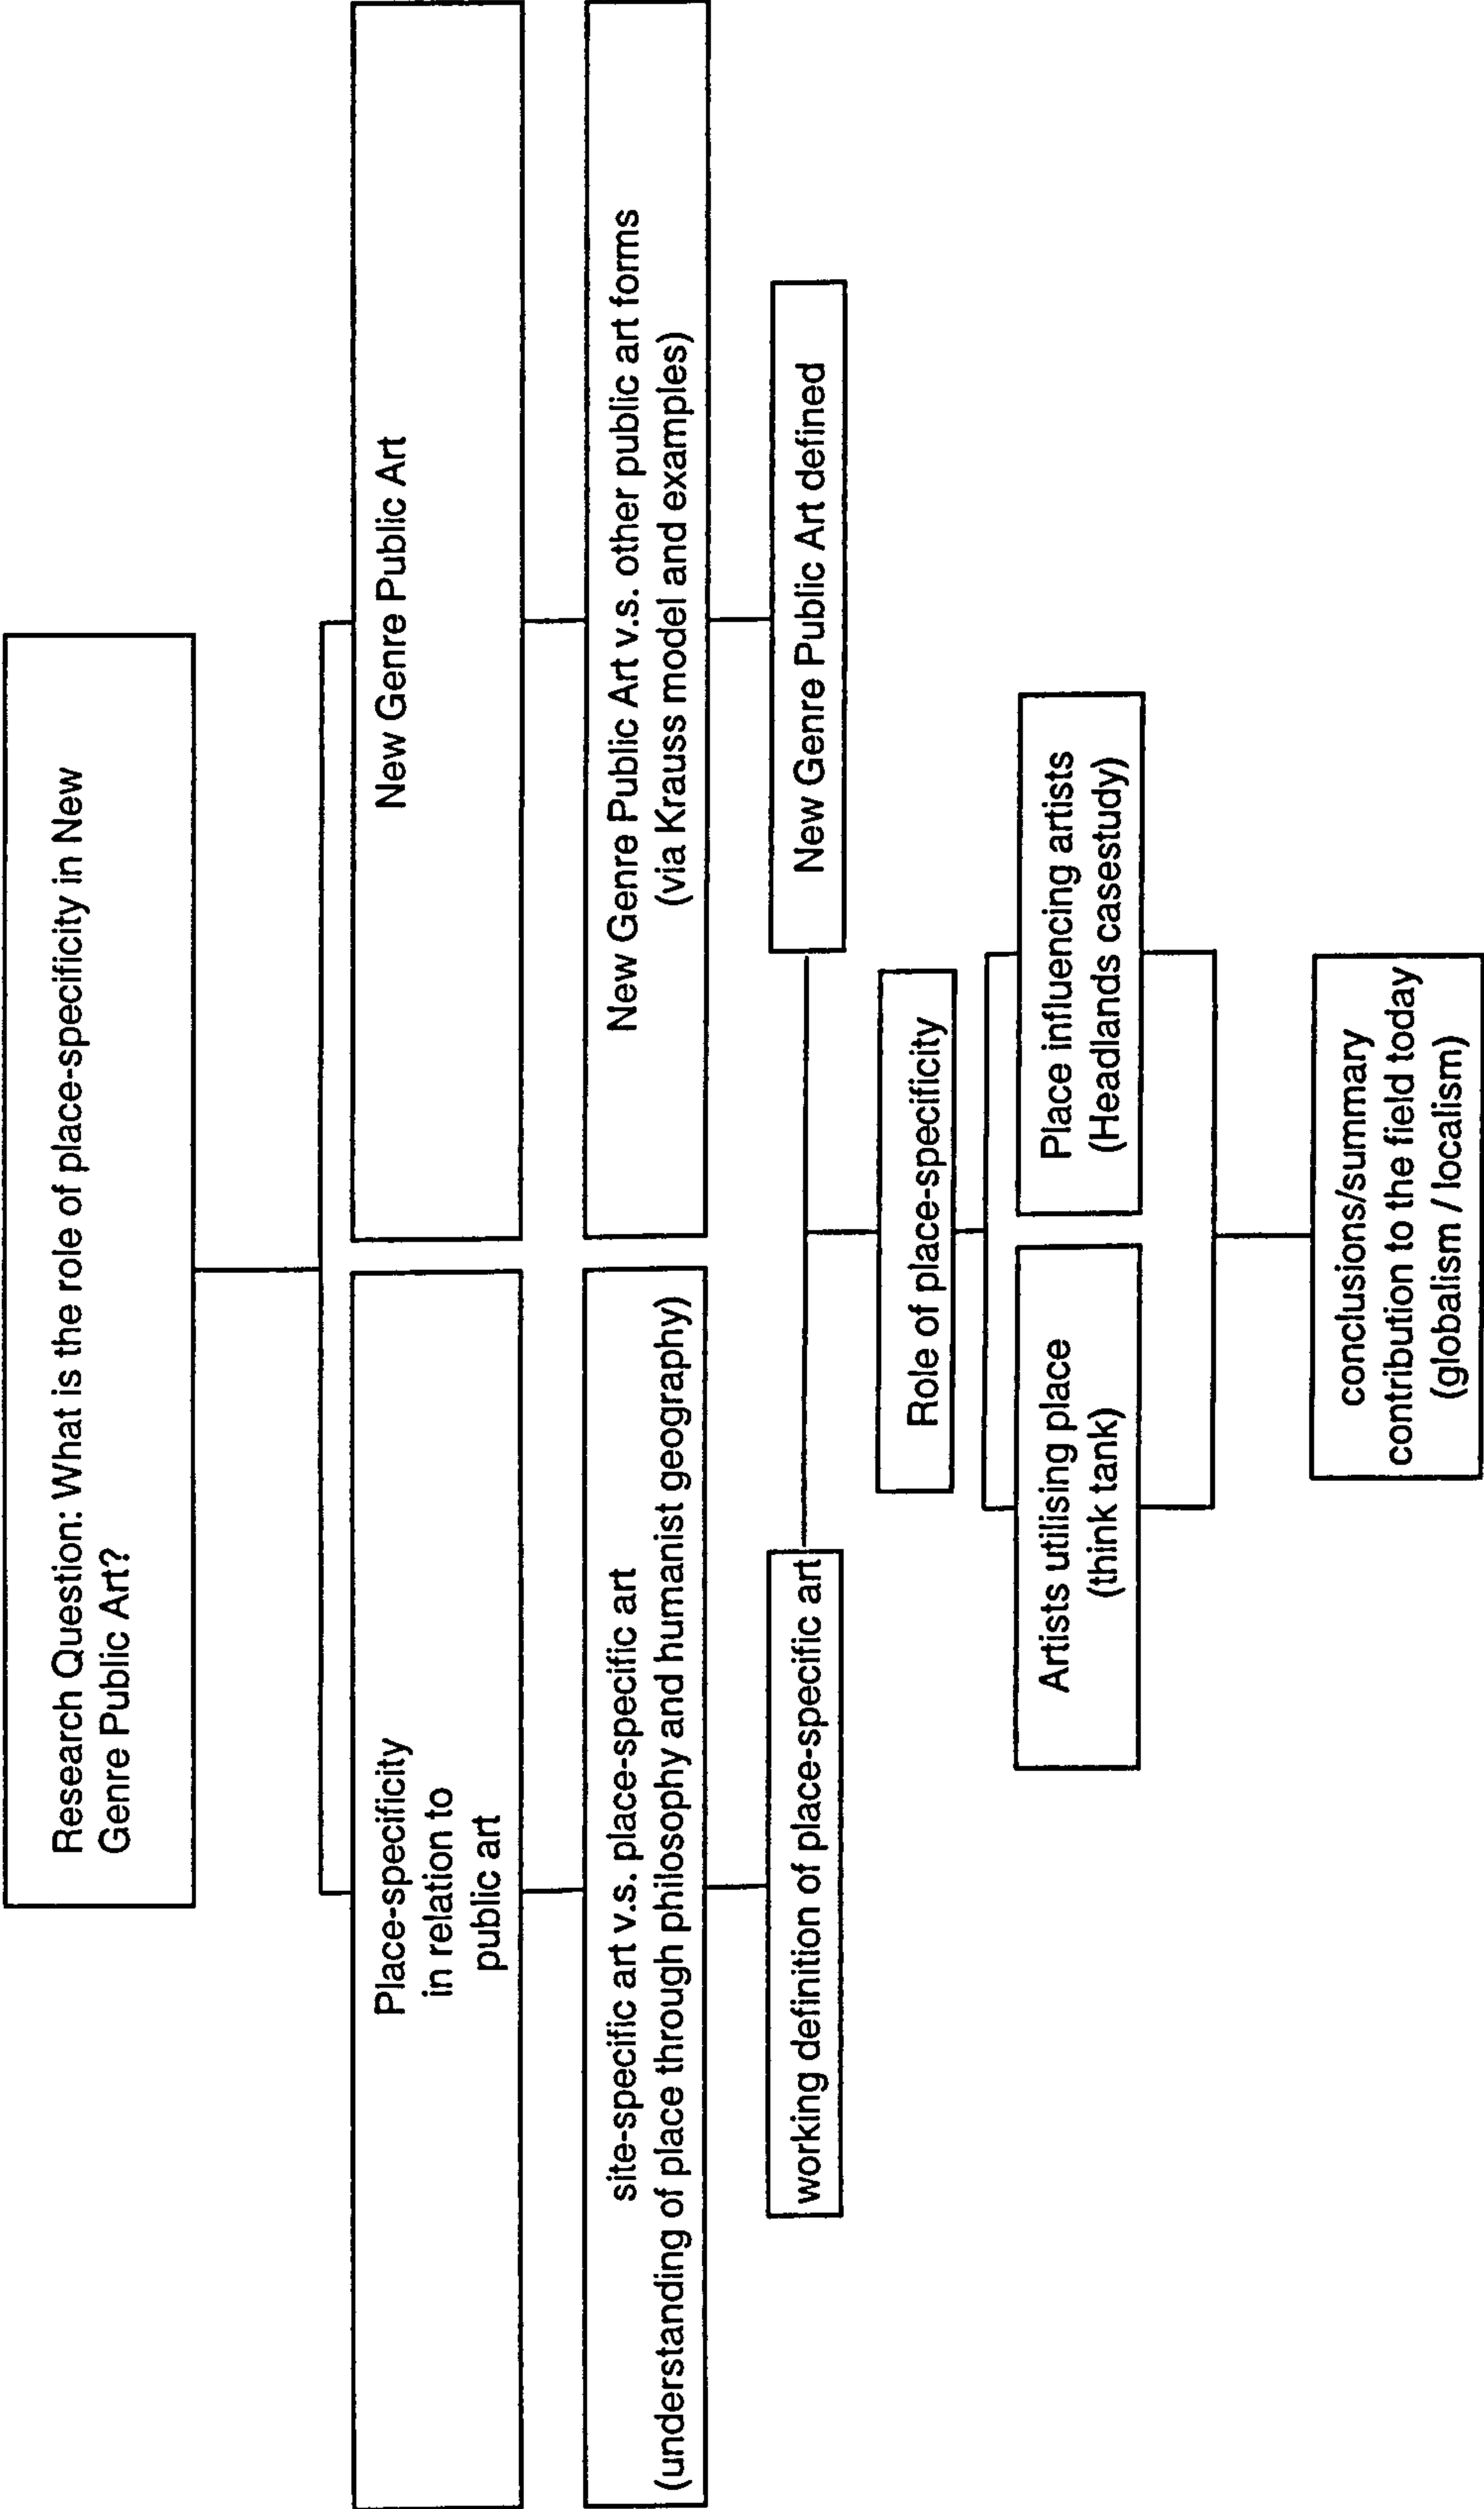 Research Question: What is the role of place-specificity in New
Genre Public Art?
Place-specificity
in relation to
public art
New Genre Public Art
site-specific art v.s. place-specific art
(understanding of place through philosophy and humanist geography)
New Genre Public Art v.s. other public art forms
(via Krauss model and examples)
working definition of place-specific art
New Genre Public Art defined
Role of place-specificity
Artists utilising place
(think tank)
Place influencing artists
(Headlands casestudy)
conclusions/summary
contribution to the field today
(globalism / localism)